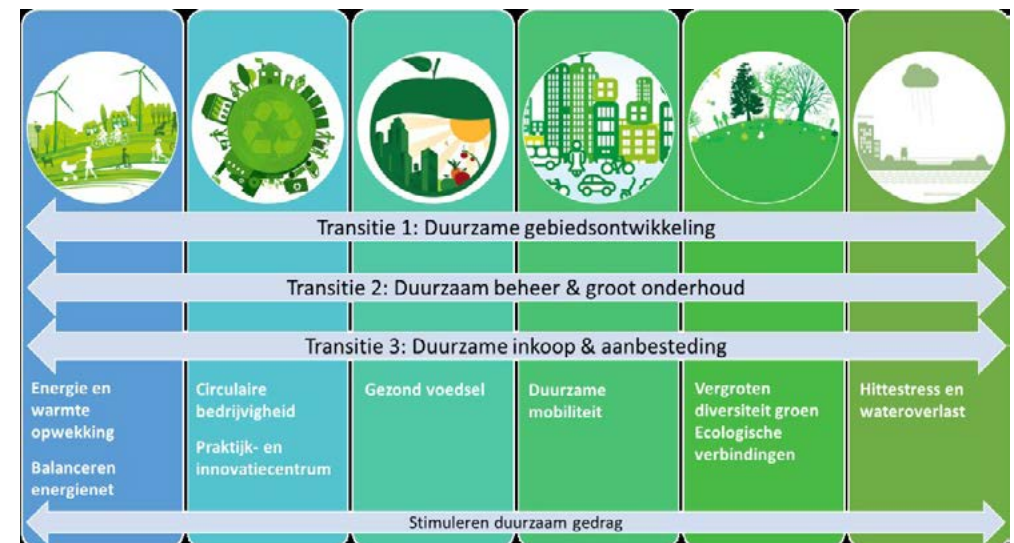 Transitie 1: Duurzame gebiedsontwikkeling
Transitie 2: Duurzaam beheer & groot onderhoud
Transitie 3: Duurzame inkoop & aanbesteding
Energie en
warmte
opwekking
Balanceren
energienet
Circulaire
bedrijvigheid
Praktijk- en
innovatiecentrum
Gezond voedsel
Duurzame
mobiliteit
Vergroten
diversiteit groen
Ecologische
verbindingen
Hittestress en
wateroverlast
Stimuleren duurzaam gedrag